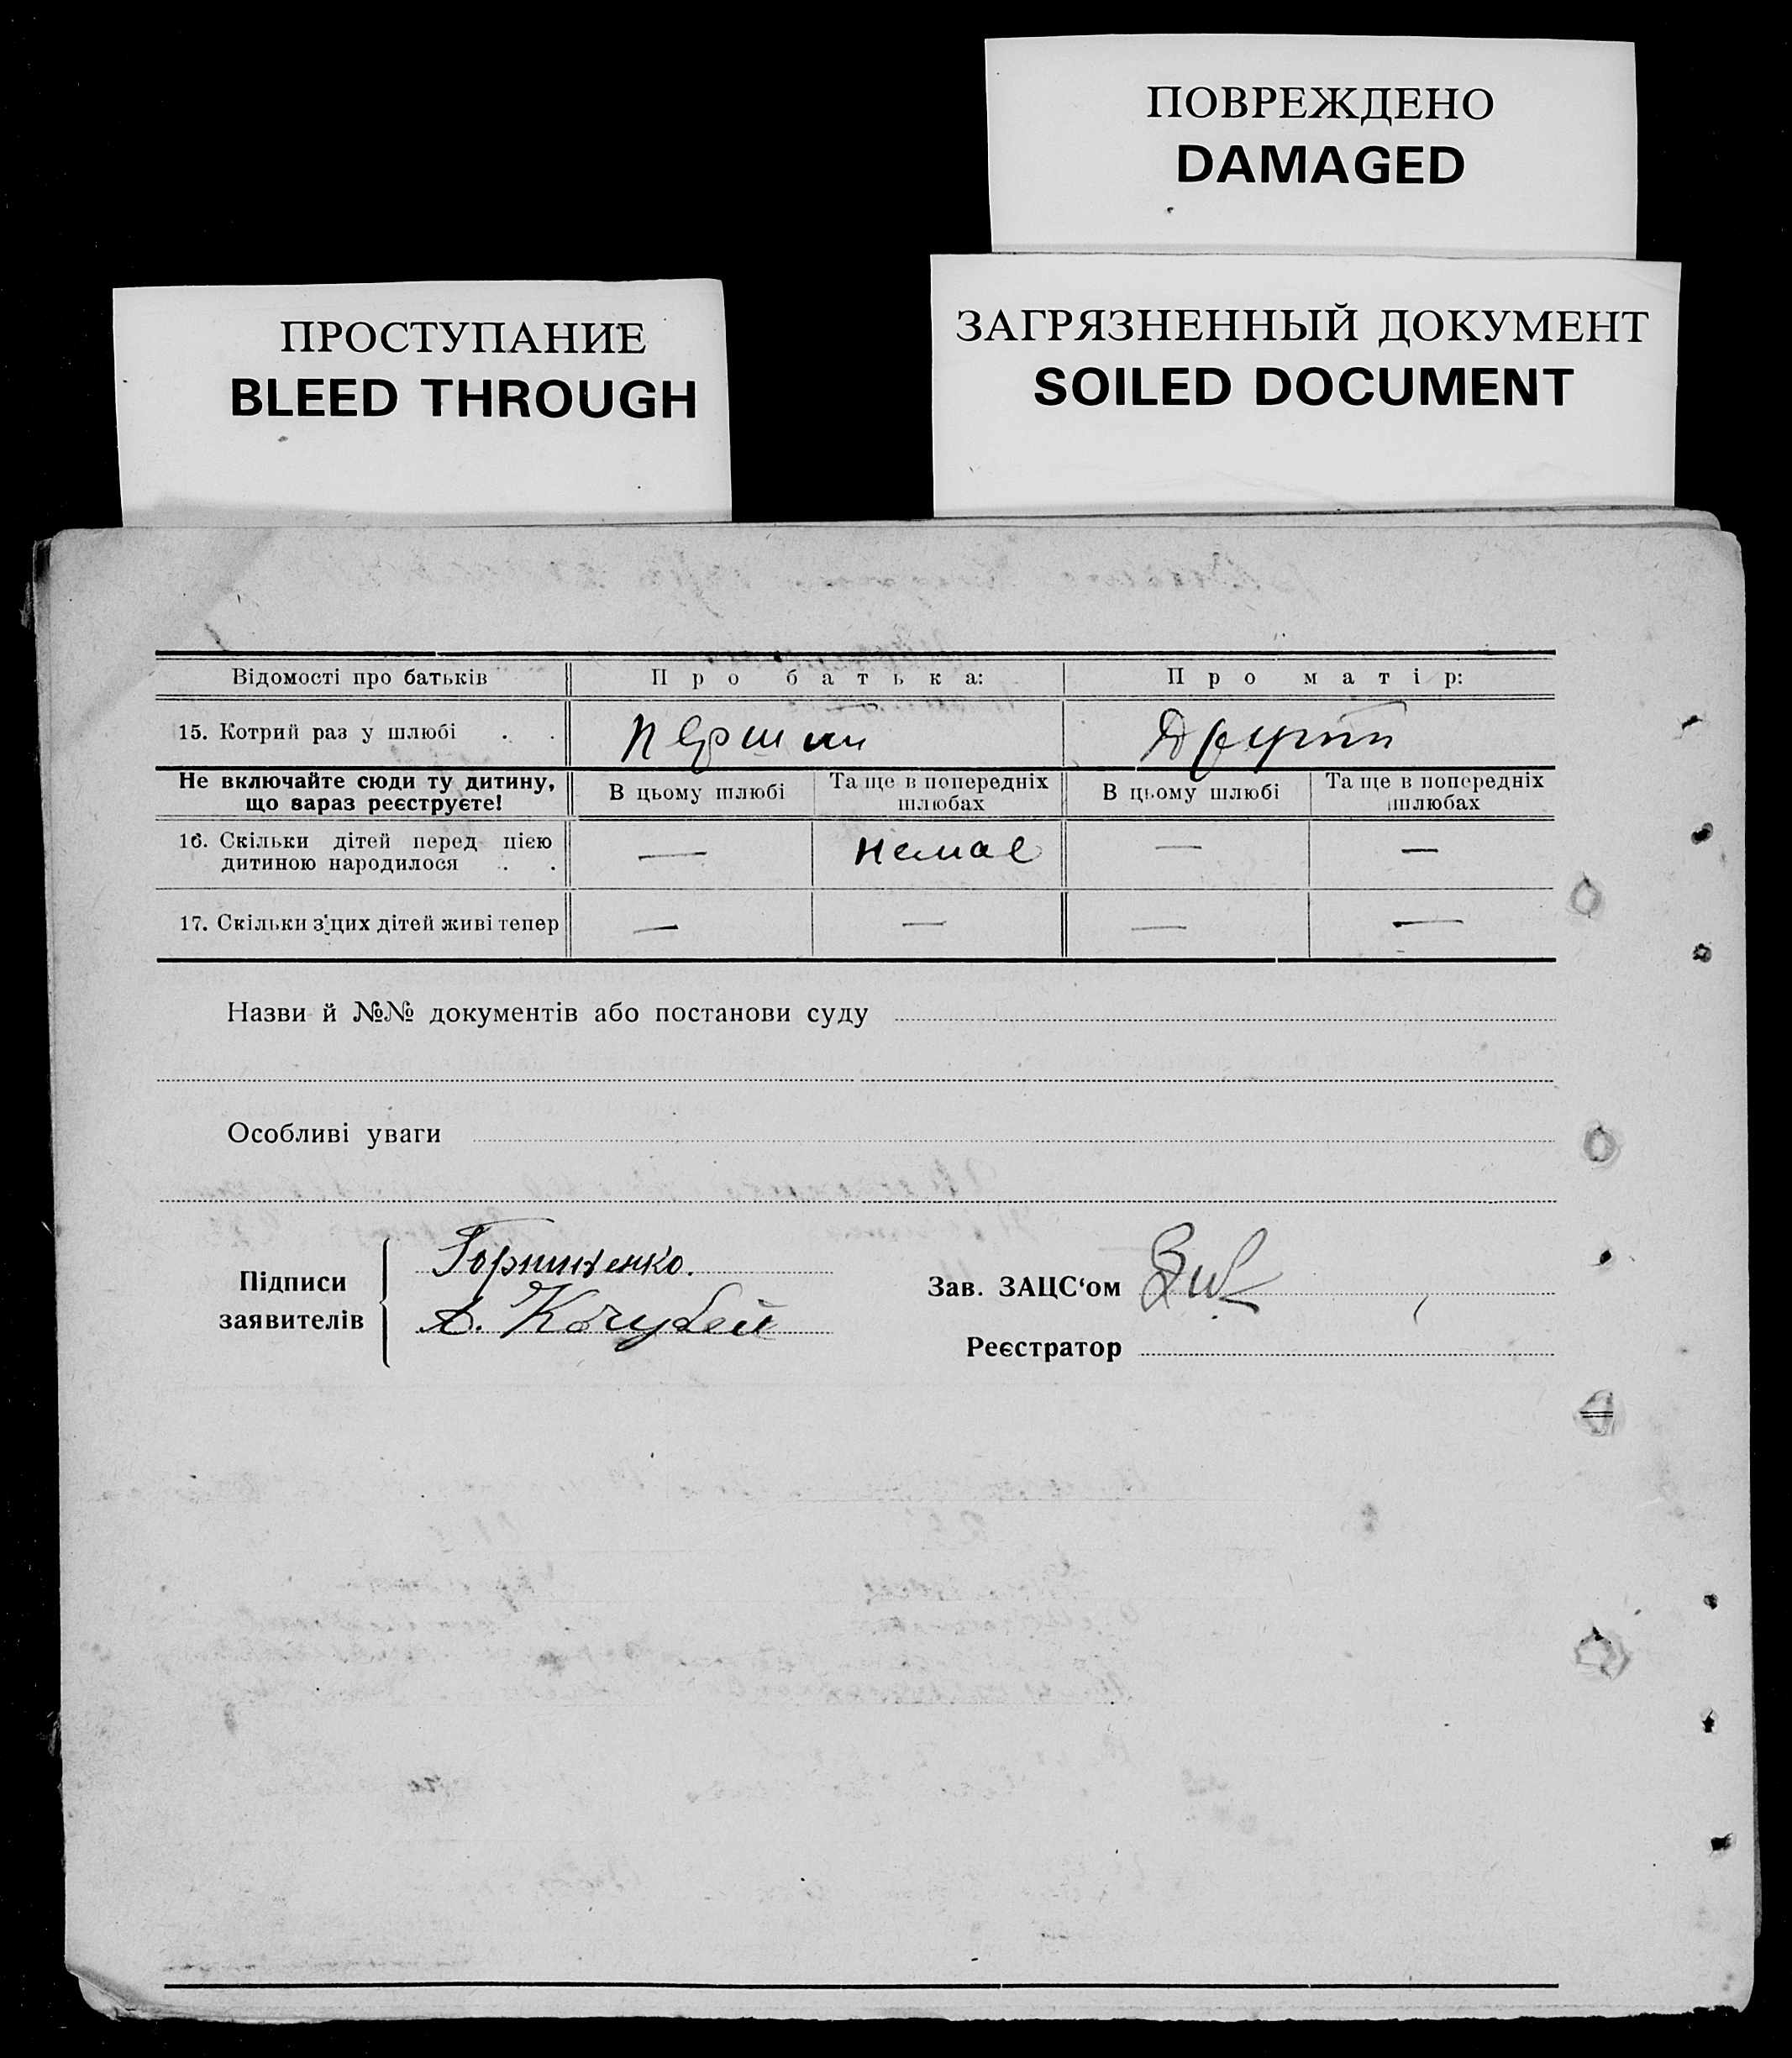 ПОВРЕЖДЕНО
DAMAGED
ПРОСТУПАНИЕ
BLEED THROUGH
ЗАГРЯЗНЕННЫЙ ДОКУМЕНТ
SOILED DOCUMENT
Відомості про батьків Про батька: Про матір:
15. Котрий раз у шлюбі . . перший Другий
Не включайте сюди ту дитину, що зараз реєструєте! В цьому шлюбі Та ще в попередніх шлюбах В цьому шлюбі Та ще в попередніх шлюбах
16. Скільки дітей перед цією дитиною народилося . . — немає — —
17. Скільки з цих дітей живі тепер — — — —
Назви й №№ документів або постанови суду
Особливі уваги
Підписи заявителів
А. Кочубей
Зав. ЗАЦС‘ом
Реєстратор